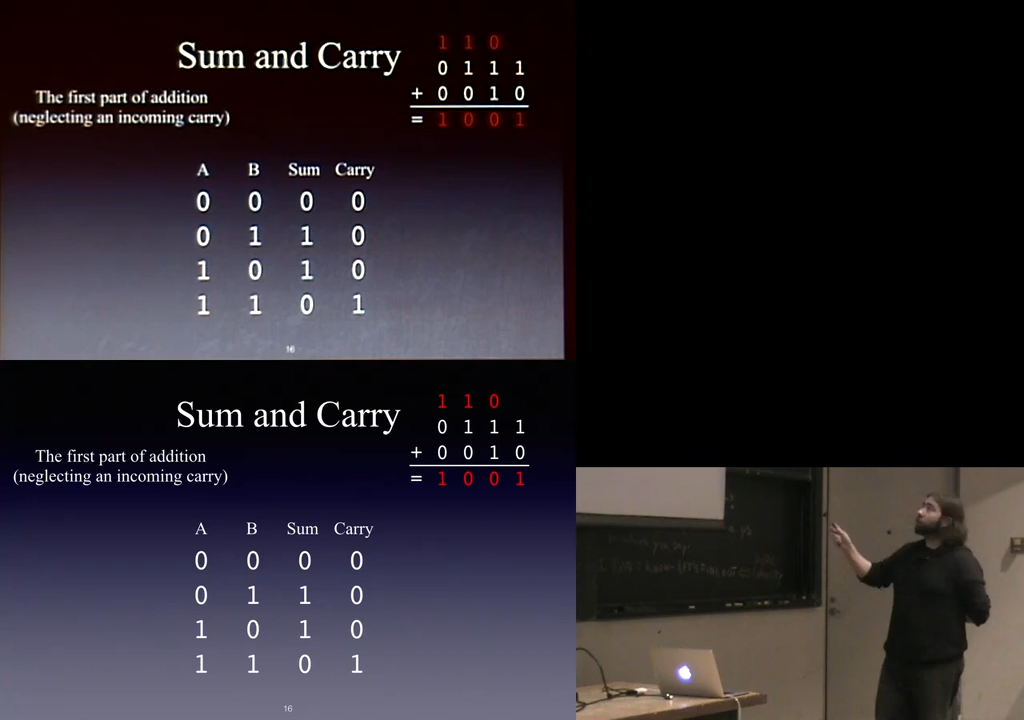 Sum and Carry
The first part of addition
(neglecting an incoming carry)
1 1 0
0 1 1 1
+ 0 0 1 0
= 1 0 0 1
A B Sum Carry
0 0 0 0
0 1 1 0
1 0 1 0
1 1 0 1
16
Sum and Carry
The first part of addition
(neglecting an incoming carry)
1 1 0
0 1 1 1
+ 0 0 1 0
= 1 0 0 1
A B Sum Carry
0 0 0 0
0 1 1 0
1 0 1 0
1 1 0 1
16